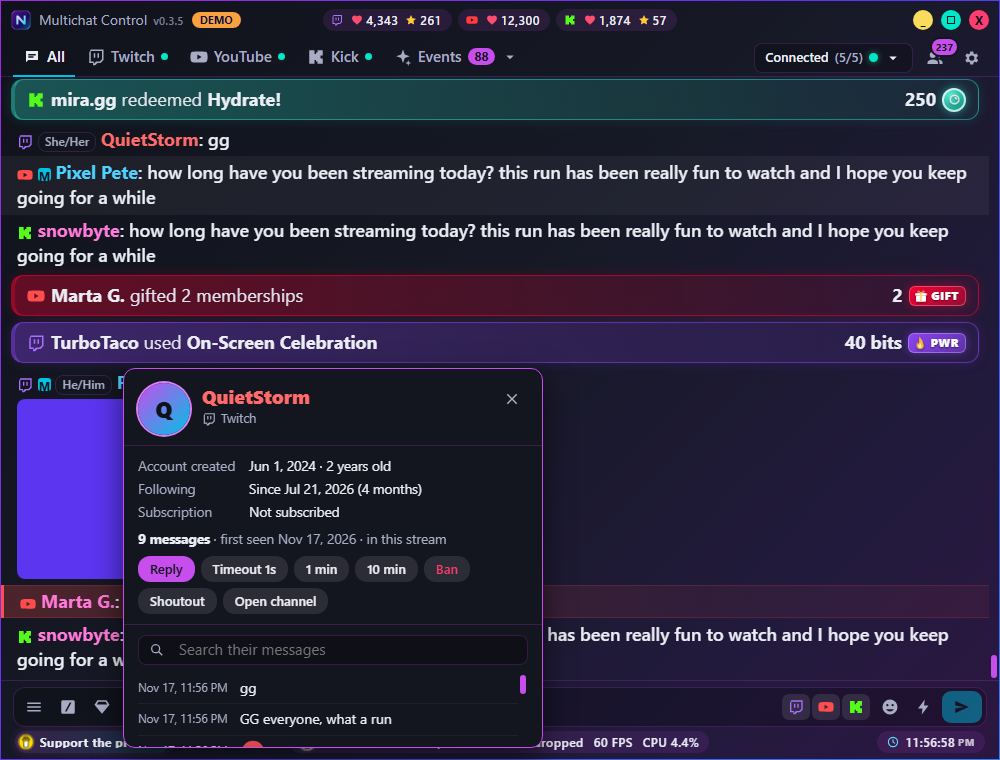 N Multichat Control v0.3.5 DEMO 4,343 261 12,300 1,874 57 _ X
All Twitch YouTube Kick Events 88 Connected (5/5) 237
mira.gg redeemed Hydrate! 250
She/Her QuietStorm: gg
M Pixel Pete: how long have you been streaming today? this run has been really fun to watch and I hope you keep
going for a while
snowbyte: how long have you been streaming today? this run has been really fun to watch and I hope you keep
going for a while
Marta G. gifted 2 memberships 2 GIFT
TurboTaco used On-Screen Celebration 40 bits PWR
M He/Him
Q QuietStorm
Twitch
Account created Jun 1, 2024 · 2 years old
Following Since Jul 21, 2026 (4 months)
Subscription Not subscribed
9 messages · first seen Nov 17, 2026 · in this stream
Reply Timeout 1s 1 min 10 min Ban
Shoutout Open channel
Marta G.:
snowbyte: has been really fun to watch and I hope you keep
going for a w
Search their messages
Nov 17, 11:56 PM gg
Nov 17, 11:56 PM GG everyone, what a run
Support the p ropped 60 FPS CPU 4.4% 11:56:58 PM